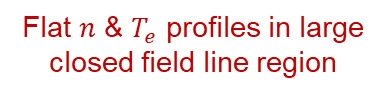 Flat n & Tₑ profiles in large
closed field line region